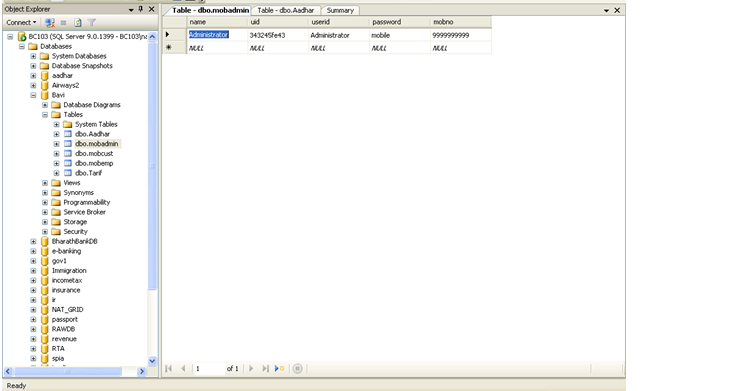 Object Explorer
Connect
BC103 (SQL Server 9.0.1399 - BC103\na
Databases
System Databases
Database Snapshots
aadhar
Airways2
Bavi
Database Diagrams
Tables
System Tables
dbo.Aadhar
dbo.mobadmin
dbo.mobcust
dbo.mobemp
dbo.Tarif
Views
Synonyms
Programmability
Service Broker
Storage
Security
BharathBankDB
e-banking
gov1
Immigration
incometax
insurance
ir
NAT_GRID
passport
RAWDB
revenue
RTA
spia
Table - dbo.mobadmin Table - dbo.Aadhar Summary
name uid userid password mobno
Administrator 343245fe43 Administrator mobile 9999999999
NULL NULL NULL NULL NULL
1 of 1
Ready